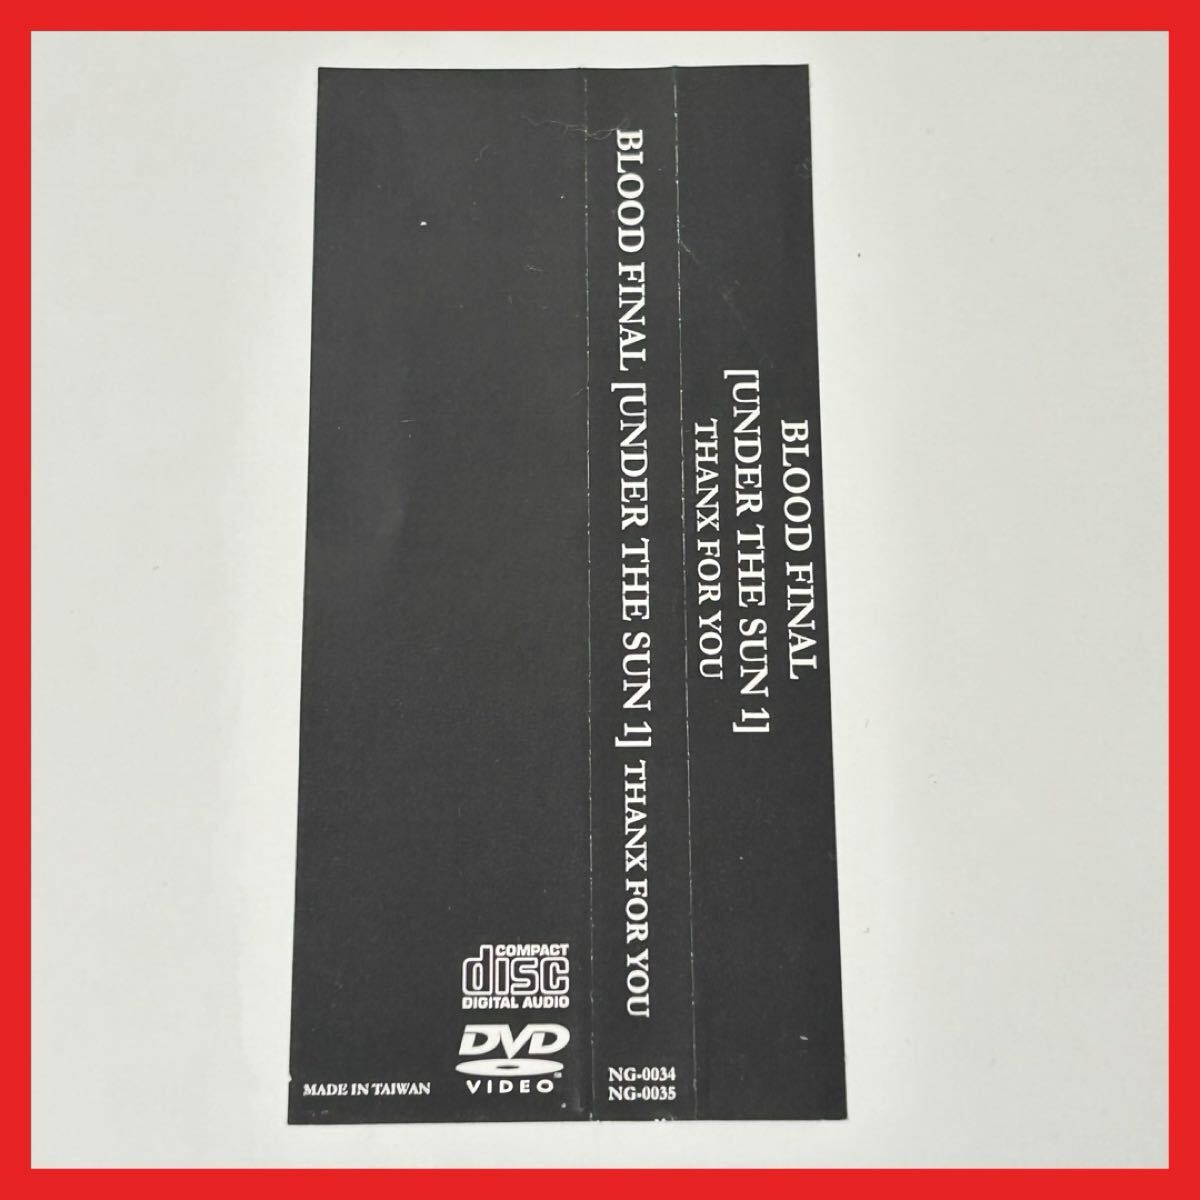 BLOOD FINAL
[UNDER THE SUN 1]
THANX FOR YOU
BLOOD FINAL [UNDER THE SUN 1] THANX FOR YOU
NG-0034
NG-0035
COMPACT
disc
DIGITAL AUDIO
DVD
VIDEO
TM
MADE IN TAIWAN